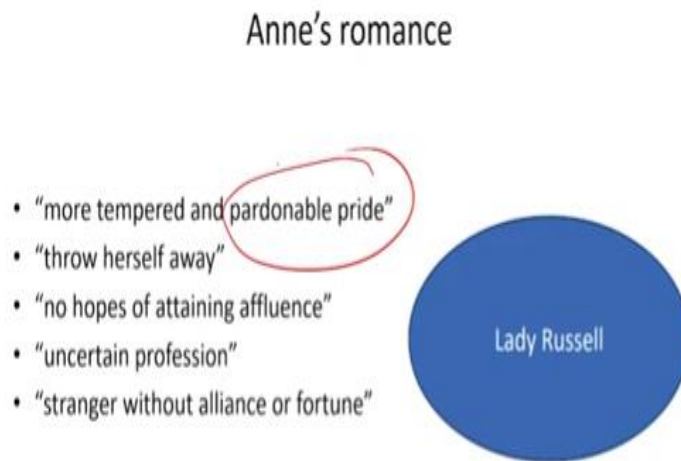 Anne’s romance
• “more tempered and pardonable pride”
• “throw herself away”
• “no hopes of attaining affluence”
• “uncertain profession”
• “stranger without alliance or fortune”
Lady Russell